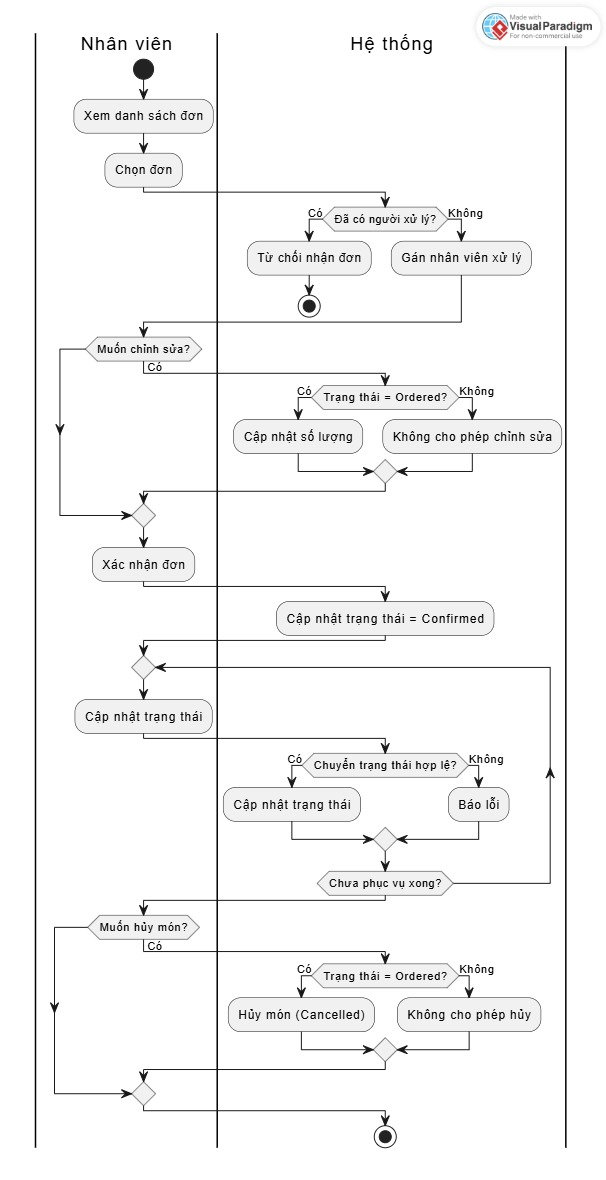 Made with
Visual Paradigm
For non-commercial use
Nhân viên
Hệ thống
Xem danh sách đơn
Chọn đơn
Đã có người xử lý?
Có
Không
Từ chối nhận đơn
Gán nhân viên xử lý
Muốn chỉnh sửa?
Có
Trạng thái = Ordered?
Có
Không
Cập nhật số lượng
Không cho phép chỉnh sửa
Xác nhận đơn
Cập nhật trạng thái = Confirmed
Cập nhật trạng thái
Chuyển trạng thái hợp lệ?
Có
Không
Cập nhật trạng thái
Báo lỗi
Chưa phục vụ xong?
Muốn hủy món?
Có
Trạng thái = Ordered?
Có
Không
Hủy món (Cancelled)
Không cho phép hủy